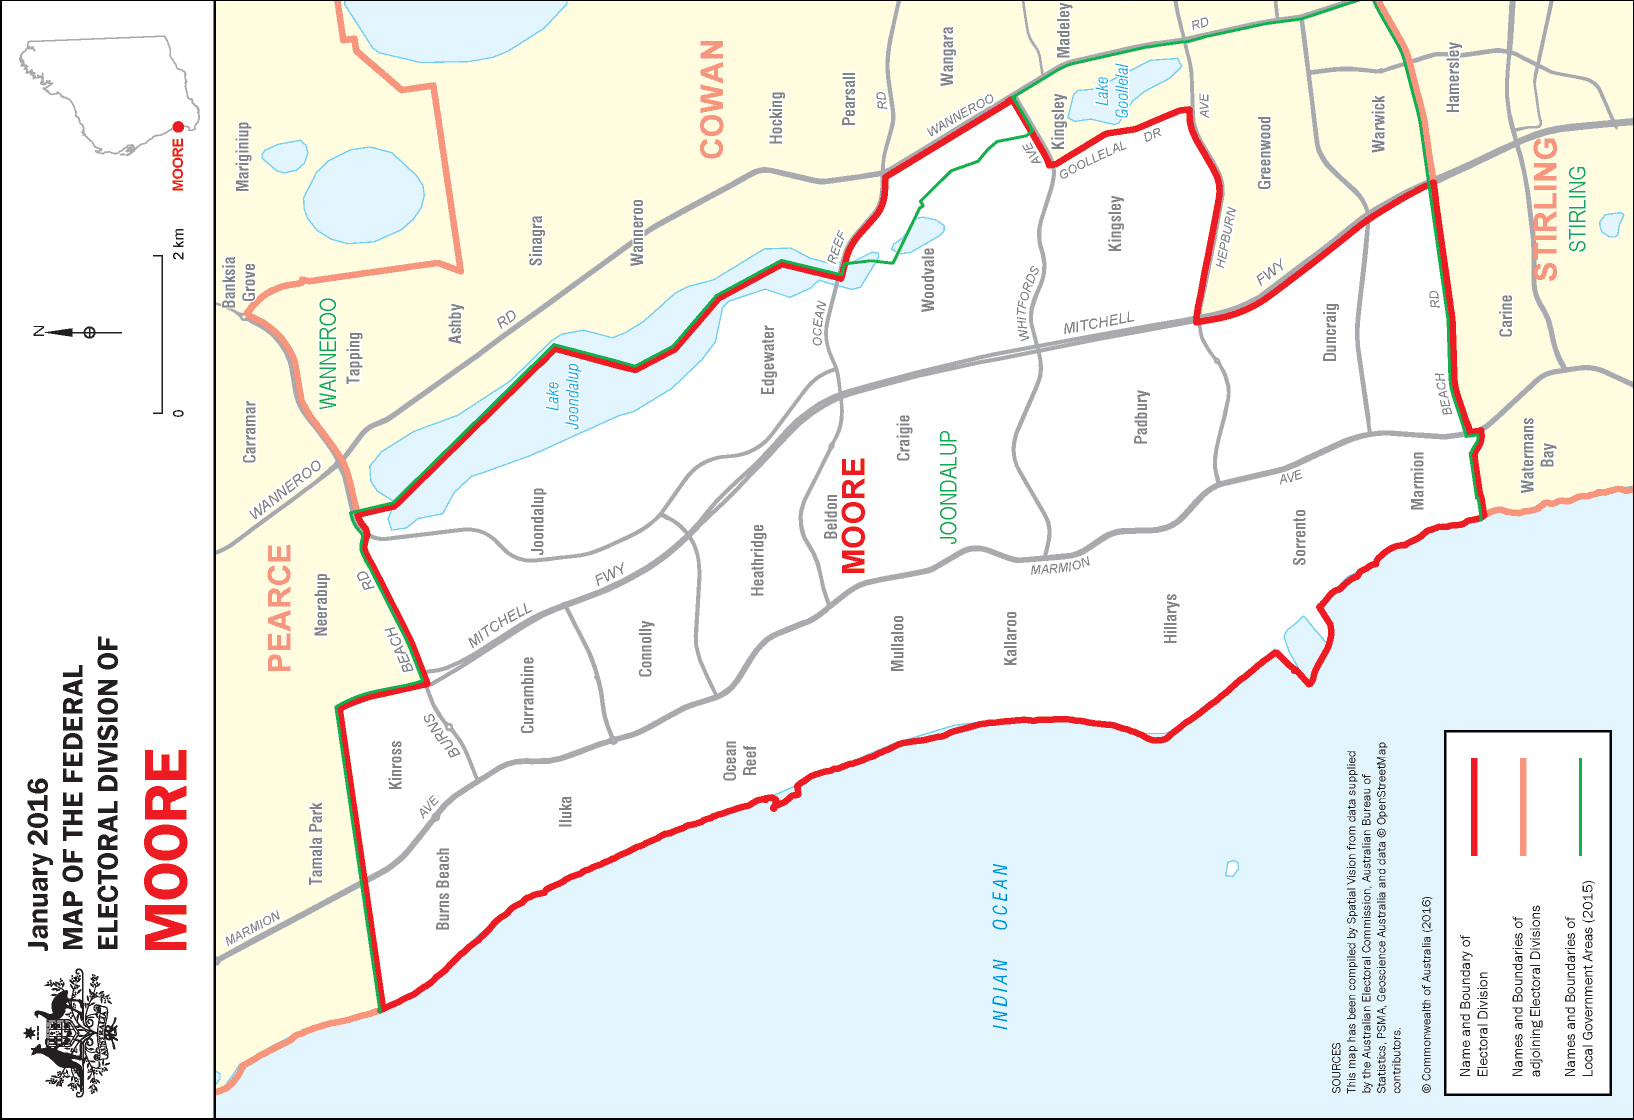 January 2016
MAP OF THE FEDERAL
ELECTORAL DIVISION OF
MOORE
MOORE
0
2 km
N
Mariginiup
Banksia
Grove
Carramar
WANNEROO
Tapping
Ashby
Sinagra
Wanneroo
Hocking
Pearsall
Wangara
Madeley
COWAN
RD
RD
WANNEROO
RD
WANNEROO
PEARCE
Neerabup
Tamala Park
MARMION
AVE
RD
BEACH
BURNS
Kinross
Burns Beach
Iluka
Currambine
Connolly
MITCHELL
FWY
Joondalup
Lake
Joondalup
Heathridge
Edgewater
OCEAN
REEF
Ocean
Reef
Beldon
MOORE
Craigie
JOONDALUP
Mullaloo
Kallaroo
MARMION
Hillarys
Woodvale
WHITFORDS
AVE
Kingsley
Lake
Goollelal
GOOLLELAL
DR
Kingsley
MITCHELL
Padbury
HEPBURN
AVE
Greenwood
FWY
Warwick
Hamersley
Duncraig
BEACH
RD
Carine
STIRLING
STIRLING
AVE
Sorrento
Marmion
Watermans
Bay
INDIAN OCEAN
SOURCES
This map has been compiled by Spatial Vision from data supplied
by the Australian Electoral Commission, Australian Bureau of
Statistics, PSMA, Geoscience Australia and data © OpenStreetMap
contributors.
© Commonwealth of Australia (2016)
Name and Boundary of
Electoral Division
Names and Boundaries of
adjoining Electoral Divisions
Names and Boundaries of
Local Government Areas (2015)